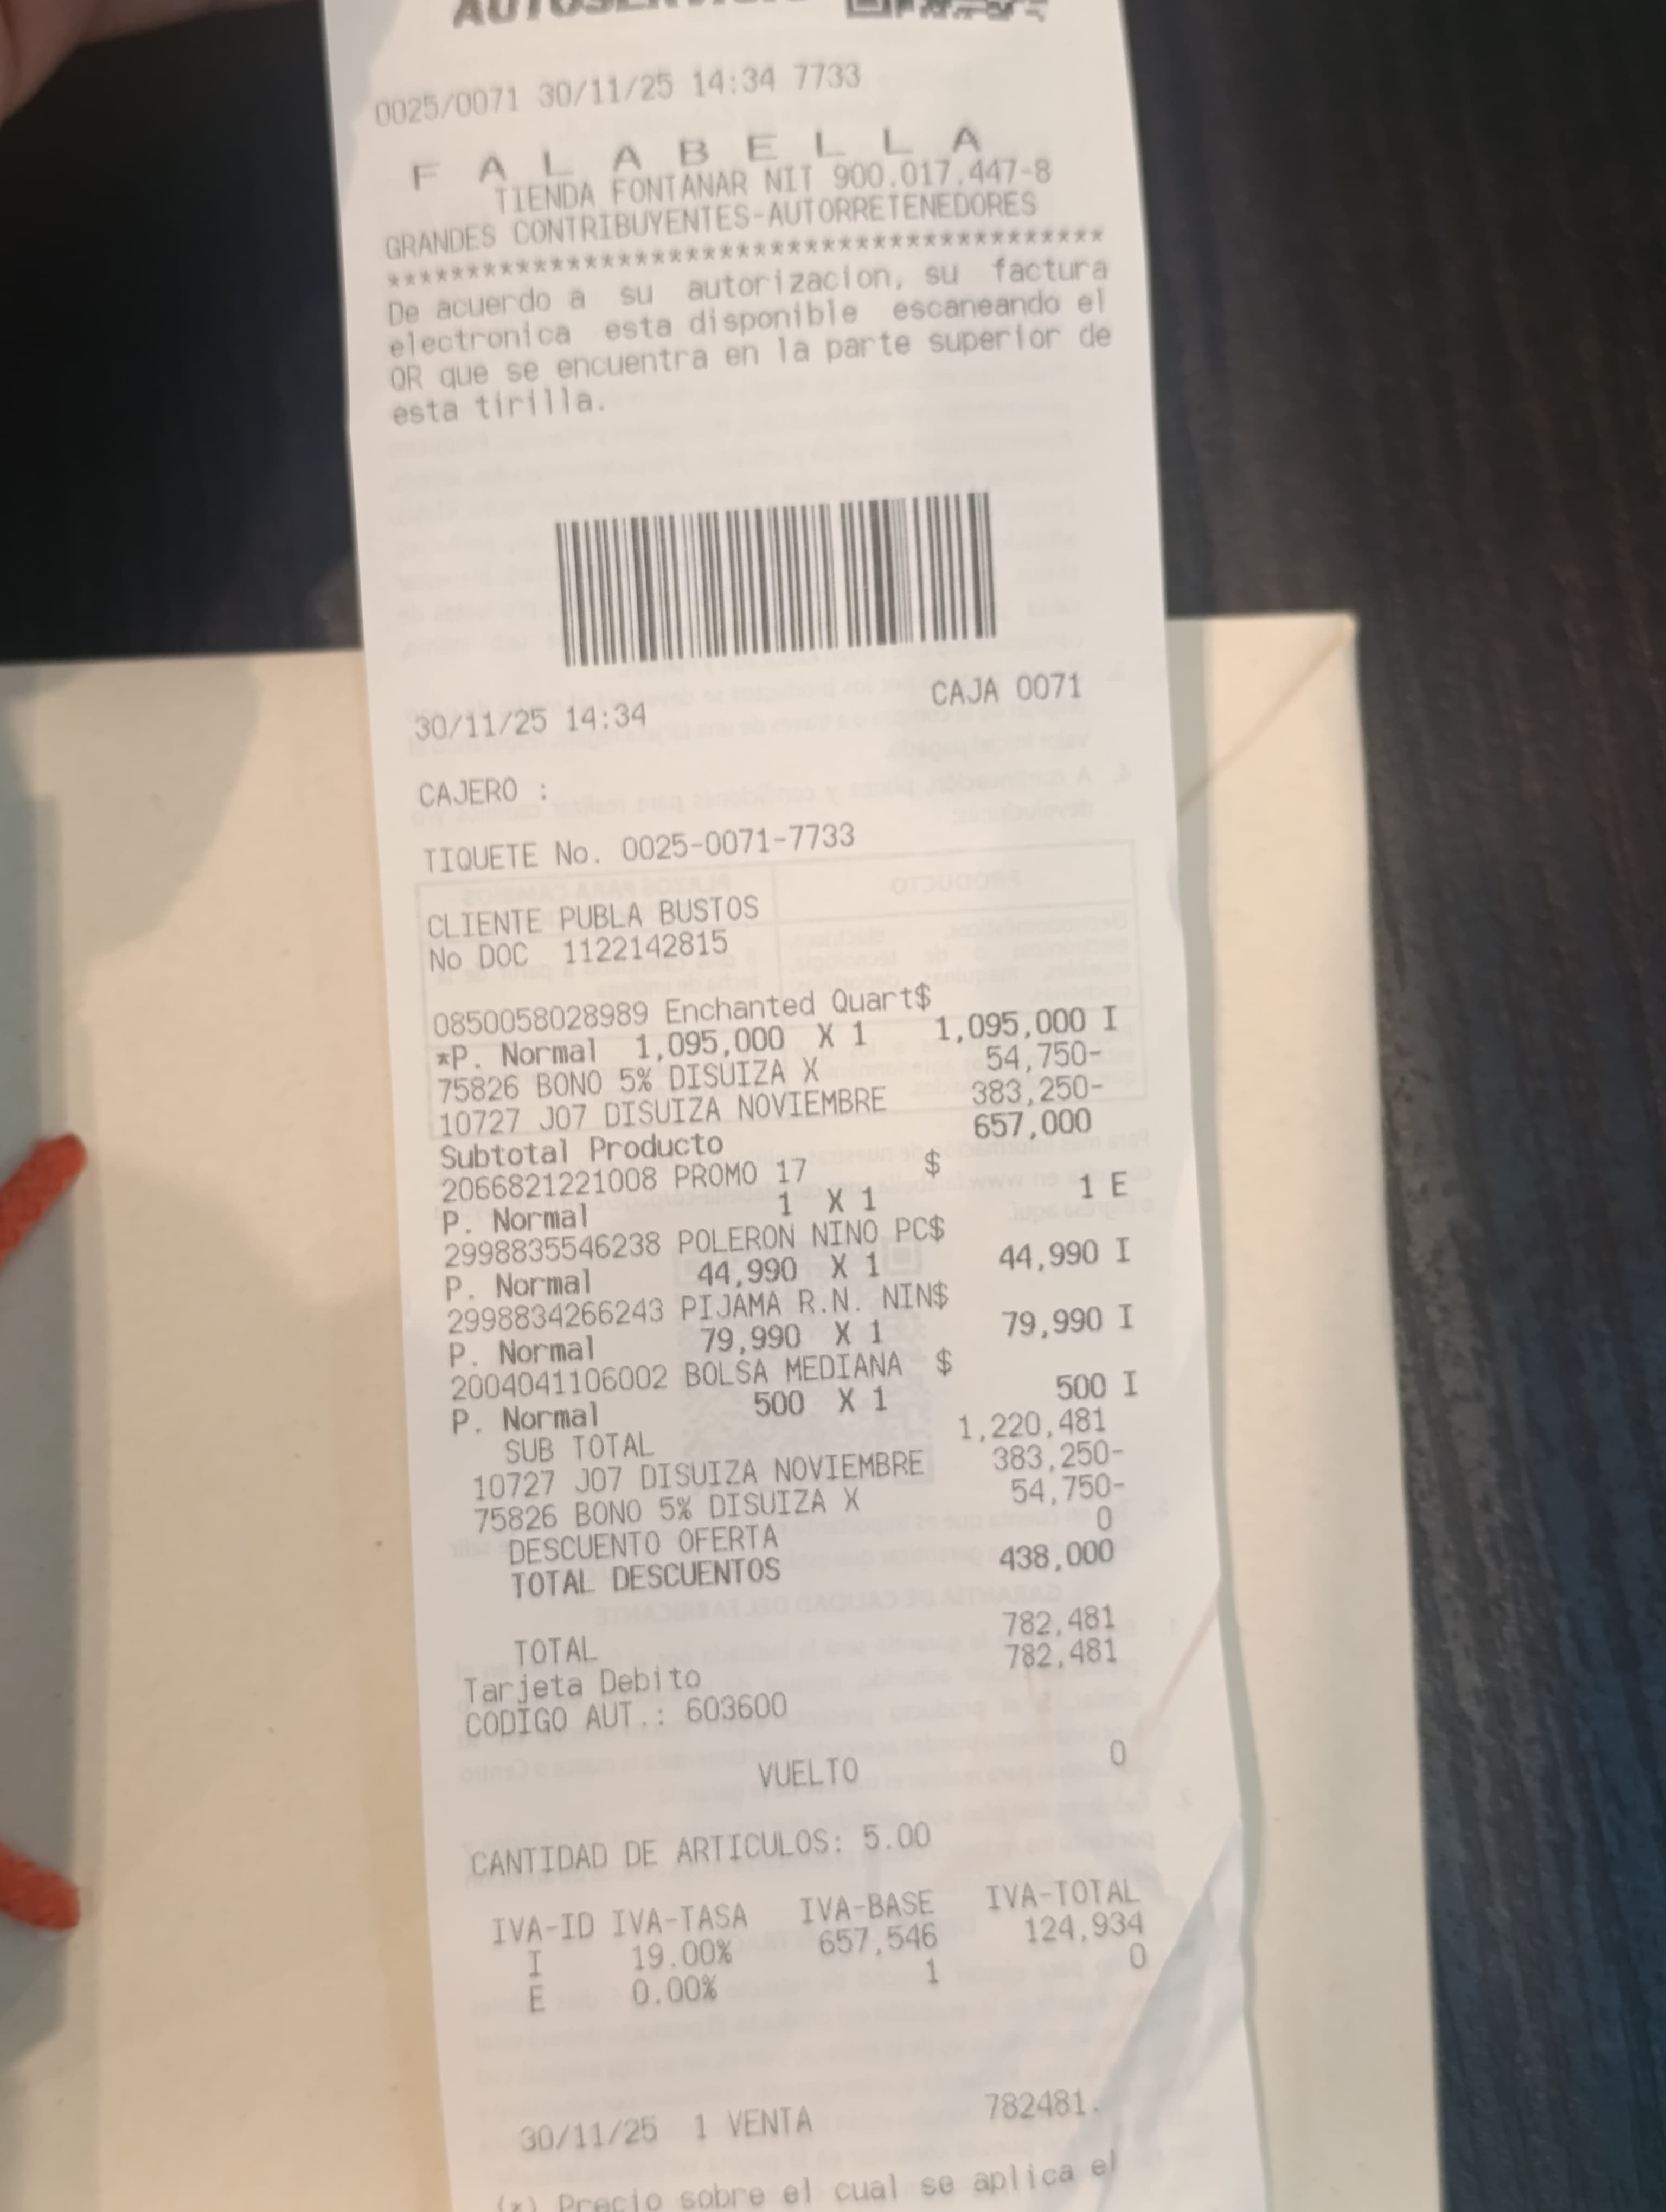 0025/0071 30/11/25 14:34 7733
F A L A B E L L A
TIENDA FONTANAR NIT 900.017.447-8
GRANDES CONTRIBUYENTES-AUTORRETENEDORES
********************************************
De acuerdo a su autorizacion, su factura
electronica esta disponible escaneando el
QR que se encuentra en la parte superior de
esta tirilla.
30/11/25 14:34 CAJA 0071
CAJERO :
TIQUETE No. 0025-0071-7733
CLIENTE PUBLA BUSTOS
No DOC 1122142815
0850058028989 Enchanted Quart$
*P. Normal 1,095,000 X 1 1,095,000 I
75826 BONO 5% DISUIZA X 54,750-
10727 J07 DISUIZA NOVIEMBRE 383,250-
Subtotal Producto 657,000
2066821221008 PROMO 17 $
P. Normal 1 X 1 1 E
2998835546238 POLERON NINO PC$
P. Normal 44,990 X 1 44,990 I
2998834266243 PIJAMA R.N. NIN$
P. Normal 79,990 X 1 79,990 I
2004041106002 BOLSA MEDIANA $
P. Normal 500 X 1 500 I
SUB TOTAL 1,220,481
10727 J07 DISUIZA NOVIEMBRE 383,250-
75826 BONO 5% DISUIZA X 54,750-
DESCUENTO OFERTA 0
TOTAL DESCUENTOS 438,000
TOTAL 782,481
Tarjeta Debito 782,481
CODIGO AUT.: 603600
VUELTO 0
CANTIDAD DE ARTICULOS: 5.00
IVA-ID IVA-TASA IVA-BASE IVA-TOTAL
I 19.00% 657,546 124,934
E 0.00% 1 0
30/11/25 1 VENTA 782481.
(*) Precio sobre el cual se aplica el